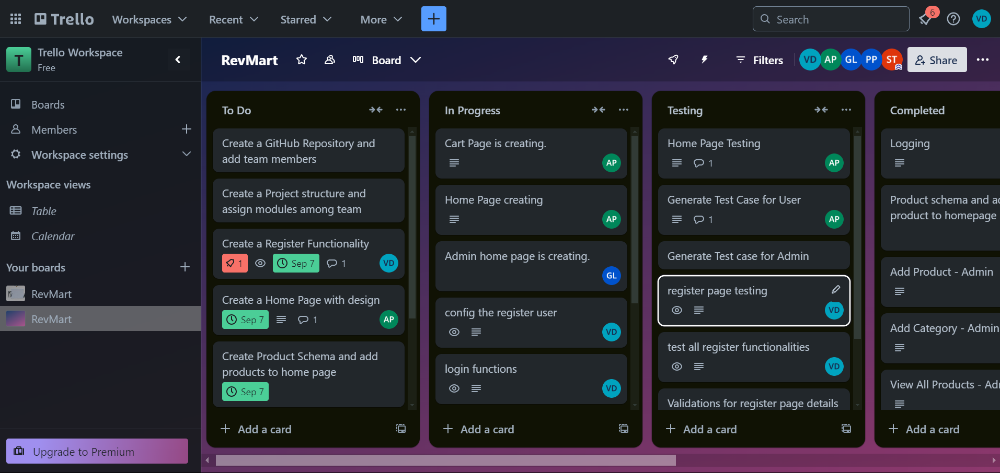 Trello
Workspaces
Recent
Starred
More
Search
6
VD
T
Trello Workspace
Free
RevMart
Board
Filters
VD
AP
GL
PP
ST
Share
Boards
Members
Workspace settings
Workspace views
Table
Calendar
Your boards
RevMart
RevMart
Upgrade to Premium
To Do
Create a GitHub Repository and
add team members
Create a Project structure and
assign modules among team
Create a Register Functionality
1
Sep 7
1
VD
Create a Home Page with design
Sep 7
1
AP
Create Product Schema and add
products to home page
Sep 7
Add a card
In Progress
Cart Page is creating.
AP
Home Page creating
AP
Admin home page is creating.
GL
config the register user
VD
login functions
VD
Add a card
Testing
Home Page Testing
1
AP
Generate Test Case for User
1
AP
Generate Test case for Admin
register page testing
VD
test all register functionalities
VD
Validations for register page details
Add a card
Completed
Logging
Product schema and
product to homepage
Add Product - Admin
Add Category - Admin
View All Products -
Add a card